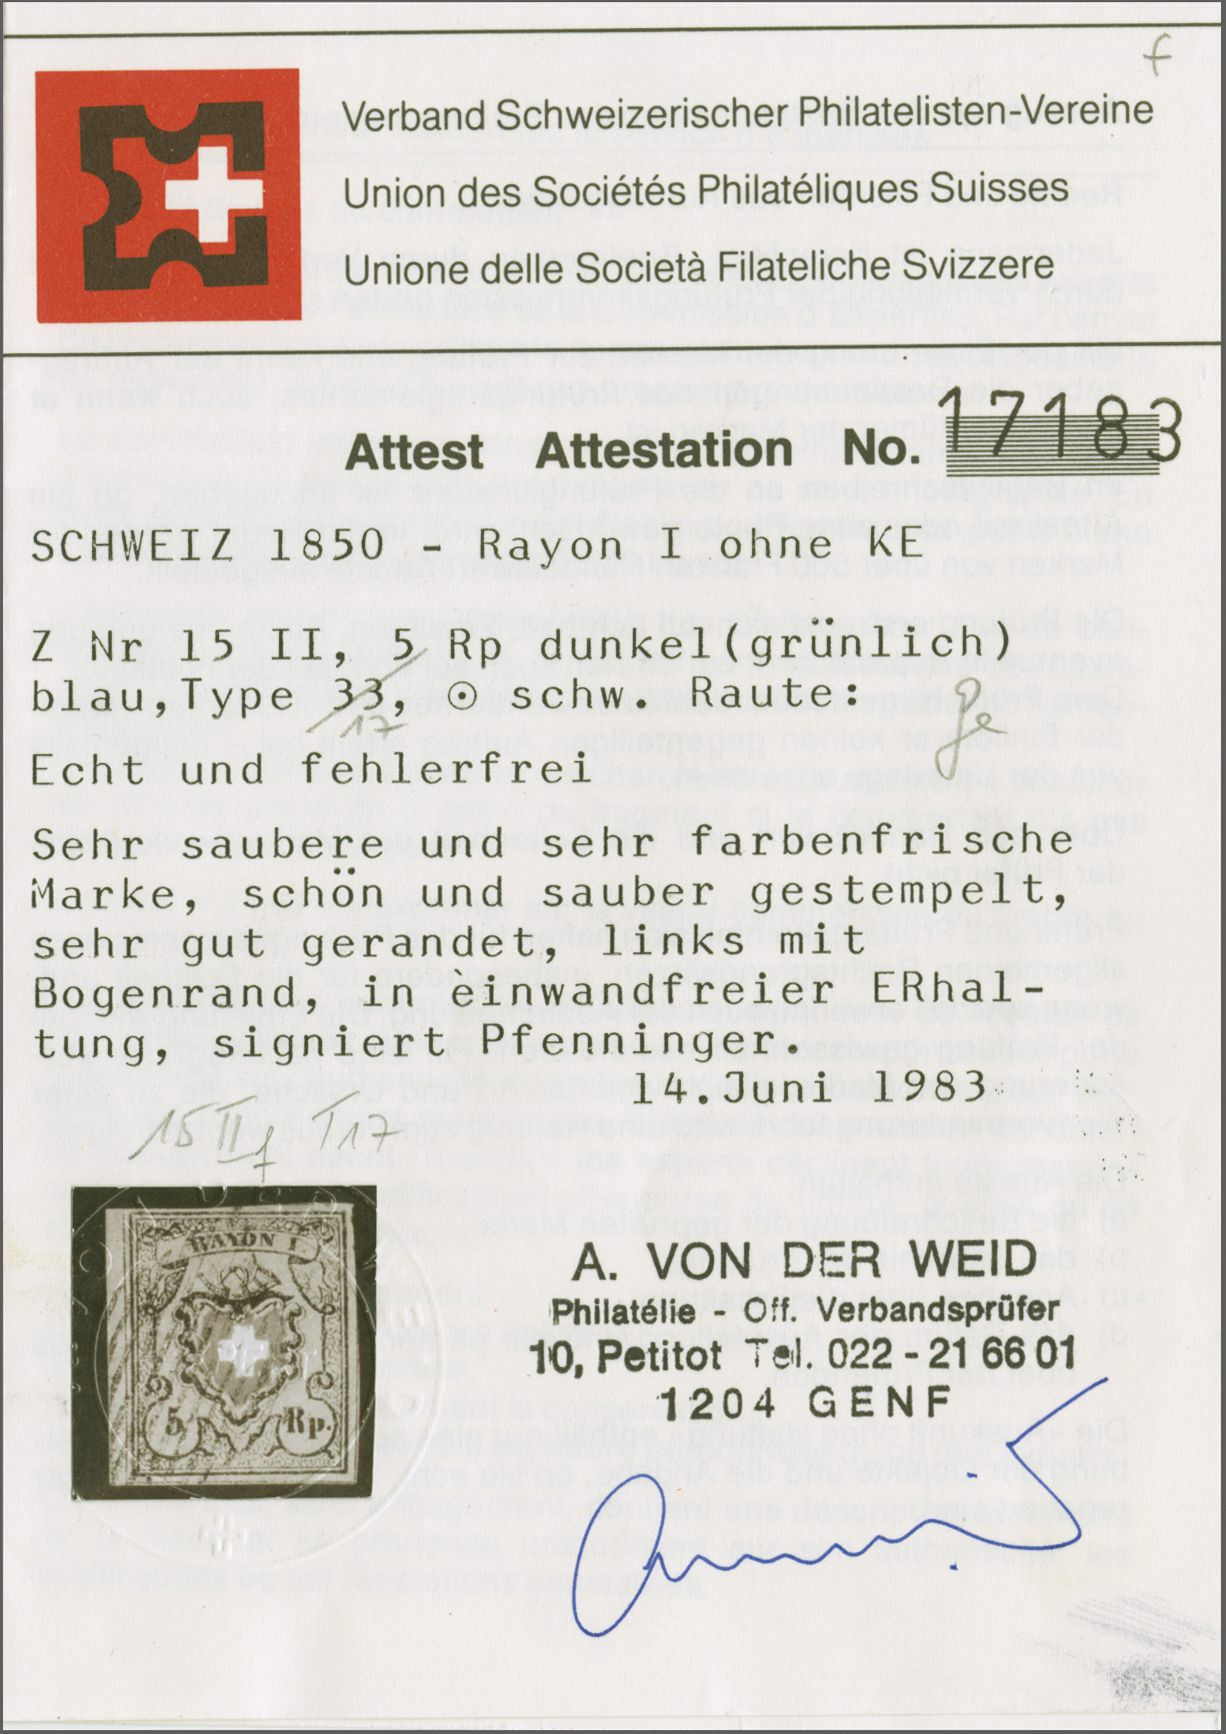 f
Verband Schweizerischer Philatelisten-Vereine
Union des Sociétés Philatéliques Suisses
Unione delle Società Filateliche Svizzere
Attest Attestation No. 17183
SCHWEIZ 1850 - Rayon I ohne KE
Z Nr 15 II, 5 Rp dunkel(grünlich)
blau,Type 33, ⊙ schw. Raute:
17
Echt und fehlerfrei
Sehr saubere und sehr farbenfrische
Marke, schön und sauber gestempelt,
sehr gut gerandet, links mit
Bogenrand, in èinwandfreier ERhal-
tung, signiert Pfenninger.
14.Juni 1983
15 II T17
RAYON I
5 Rp.
A. VON DER WEID
Philatélie - Off. Verbandsprüfer
10, Petitot Tel. 022 - 21 66 01
1204 GENF